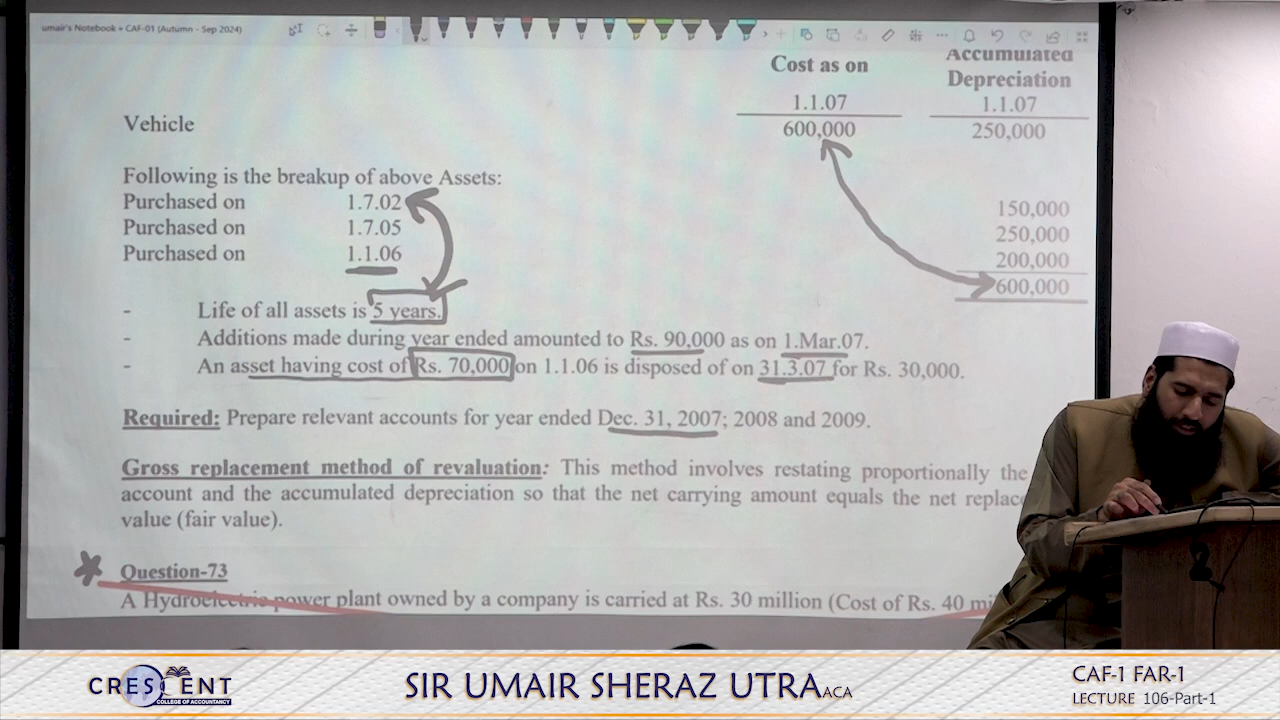 umair's Notebook » CAF-01 (Autumn - Sep 2024)
Cost as on
Accumulated
Depreciation
1.1.07
1.1.07
Vehicle
600,000
250,000
Following is the breakup of above Assets:
Purchased on 1.7.02 150,000
Purchased on 1.7.05 250,000
Purchased on 1.1.06 200,000
600,000
- Life of all assets is 5 years.
- Additions made during year ended amounted to Rs. 90,000 as on 1.Mar.07.
- An asset having cost of Rs. 70,000 on 1.1.06 is disposed of on 31.3.07 for Rs. 30,000.
Required: Prepare relevant accounts for year ended Dec. 31, 2007; 2008 and 2009.
Gross replacement method of revaluation: This method involves restating proportionally the
account and the accumulated depreciation so that the net carrying amount equals the net replac
value (fair value).
Question-73
A Hydroelectric power plant owned by a company is carried at Rs. 30 million (Cost of Rs. 40 mi
CRESCENT
COLLEGE OF ACCOUNTANCY
SIR UMAIR SHERAZ UTRA ACA
CAF-1 FAR-1
LECTURE 106-Part-1